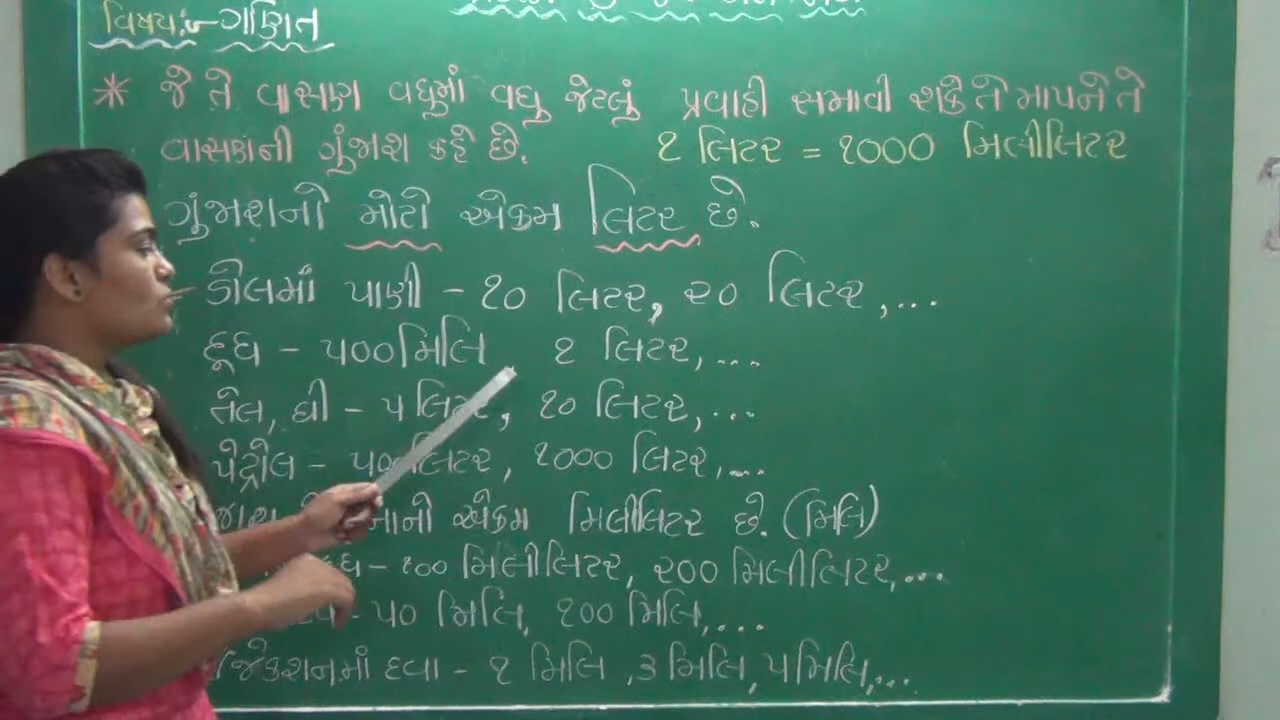 વિષય:- ગણિત
* જે તે વાસણ વધુમાં વધુ જેટલું પ્રવાહી સમાવી શકે તે માપને તે
વાસણની ગુંજાશ કહે છે. ૧ લિટર = ૧૦૦૦ મિલીલિટર
ગુંજાશનો મોટો એકમ લિટર છે.
ડોલમાં પાણી - ૧૦ લિટર, ૨૦ લિટર,...
દૂધ - ૫૦૦મિલિ ૧ લિટર,...
તેલ, ઘી - ૫ લિટર, ૧૦ લિટર,...
પેટ્રોલ - ૫૦ લિટર, ૧૦૦૦ લિટર,...
એકમ મિલીલિટર છે. (મિલિ)
- ૧૦૦ મિલીલિટર, ૨૦૦ મિલીલિટર,...
- ૫૦ મિલિ, ૧૦૦ મિલિ,...
દવા - ૧ મિલિ ,૩ મિલિ, ૫ મિલિ,...